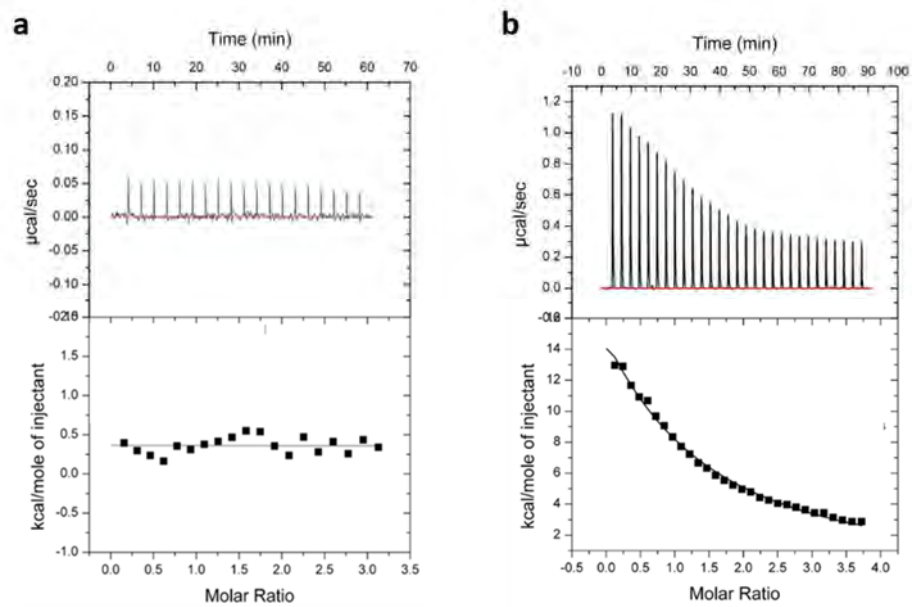 a
Time (min)
0 10 20 30 40 50 60 70
0.20
0.15
0.10
0.05
0.00
-0.05
-0.10
µcal/sec
1.5
1.0
0.5
0.0
-0.5
-1.0
kcal/mole of injectant
0.0 0.5 1.0 1.5 2.0 2.5 3.0 3.5
Molar Ratio
b
Time (min)
-10 0 10 20 30 40 50 60 70 80 90 100
1.2
1.0
0.8
0.6
0.4
0.2
0.0
µcal/sec
14
12
10
8
6
4
2
kcal/mole of injectant
-0.5 0.0 0.5 1.0 1.5 2.0 2.5 3.0 3.5 4.0
Molar Ratio